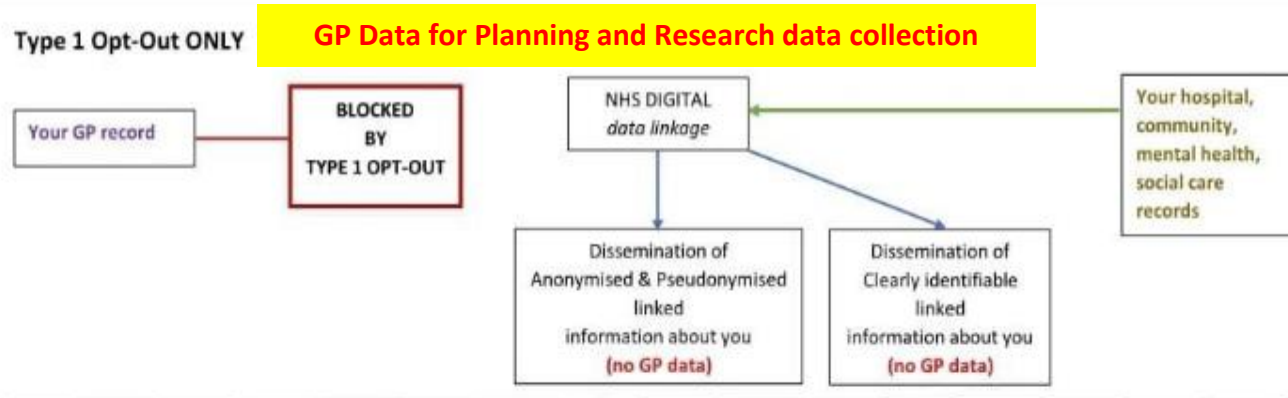 Type 1 Opt-Out ONLY
GP Data for Planning and Research data collection
Your GP record
BLOCKED
BY
TYPE 1 OPT-OUT
NHS DIGITAL
data linkage
Your hospital,
community,
mental health,
social care
records
Dissemination of
Anonymised & Pseudonymised
linked
information about you
(no GP data)
Dissemination of
Clearly identifiable
linked
information about you
(no GP data)